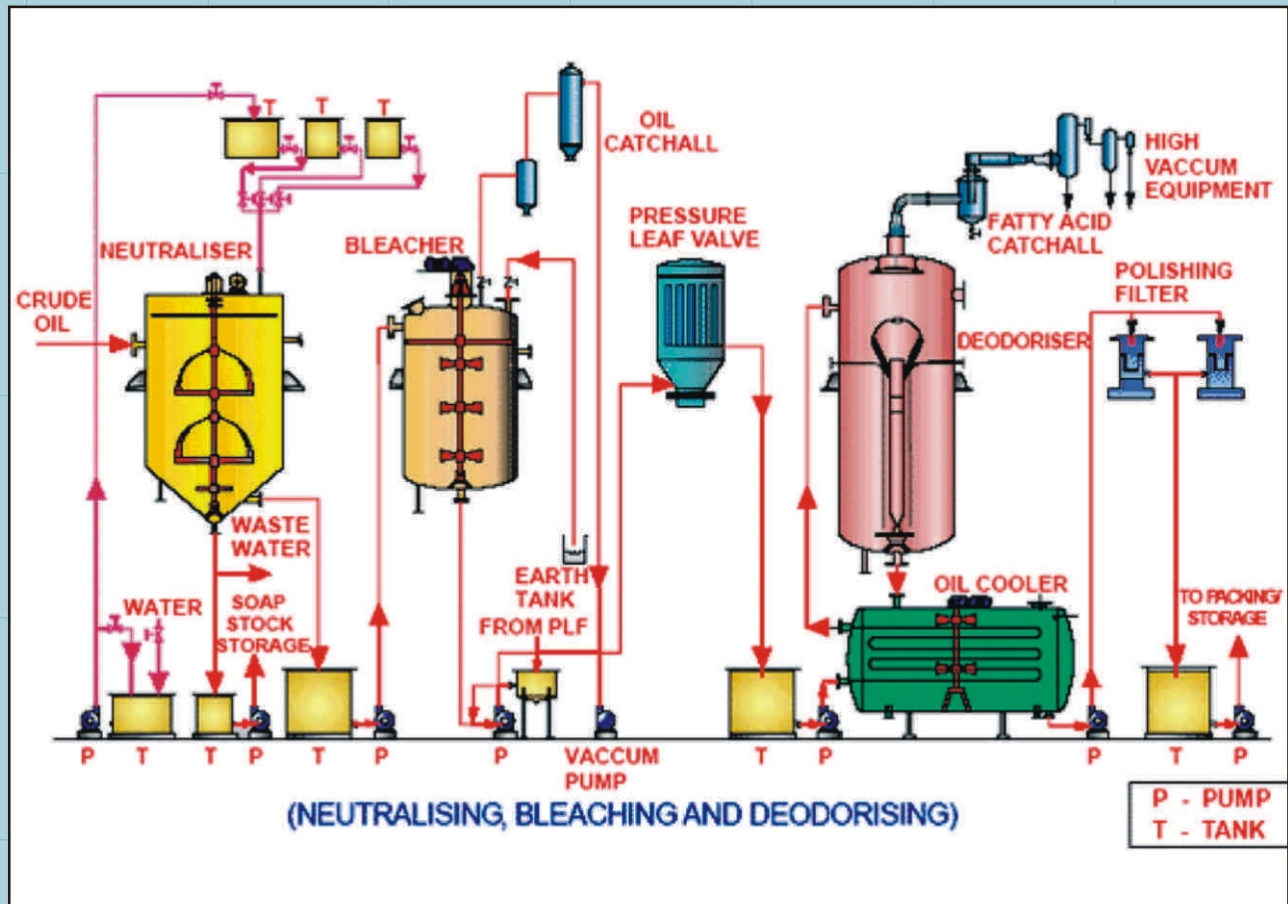 T
T
T
OIL
CATCHALL
HIGH
VACCUM
EQUIPMENT
PRESSURE
LEAF VALVE
FATTY ACID
CATCHALL
NEUTRALISER
BLEACHER
POLISHING
FILTER
CRUDE
OIL
DEODORISER
WASTE
WATER
EARTH
TANK
OIL COOLER
WATER
SOAP
STOCK
STORAGE
FROM PLF
TO PACKING/
STORAGE
P
T
T
P
T
P
P
VACCUM
PUMP
T
P
P
T
P
(NEUTRALISING, BLEACHING AND DEODORISING)
P - PUMP
T - TANK